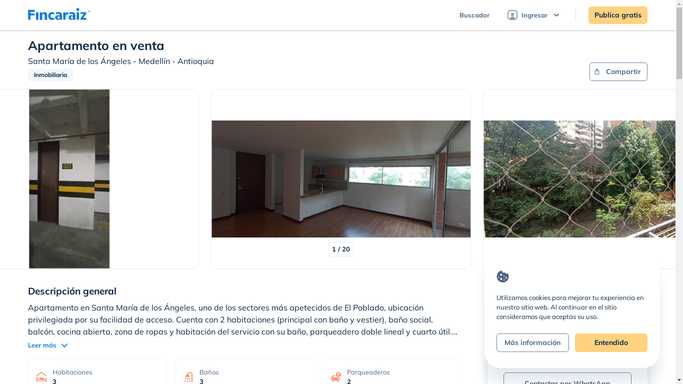 Fincaraiz
Buscador
Ingresar
Publica gratis
Apartamento en venta
Santa María de los Ángeles - Medellín - Antioquia
Inmobiliaria
Compartir
1 / 20
Descripción general
Apartamento en Santa María de los Ángeles, uno de los sectores más apetecidos de El Poblado, ubicación
privilegiada por su facilidad de acceso. Cuenta con 2 habitaciones (principal con baño y vestier), baño social,
balcón, cocina abierta, zona de ropas y habitación del servicio con su baño, parqueadero doble lineal y cuarto útil....
Leer más
Habitaciones
3
Baños
3
Parqueaderos
2
Utilizamos cookies para mejorar tu experiencia en
nuestro sitio web. Al continuar en el sitio
consideramos que aceptas su uso.
Más información
Entendido
Contactar por WhatsApp